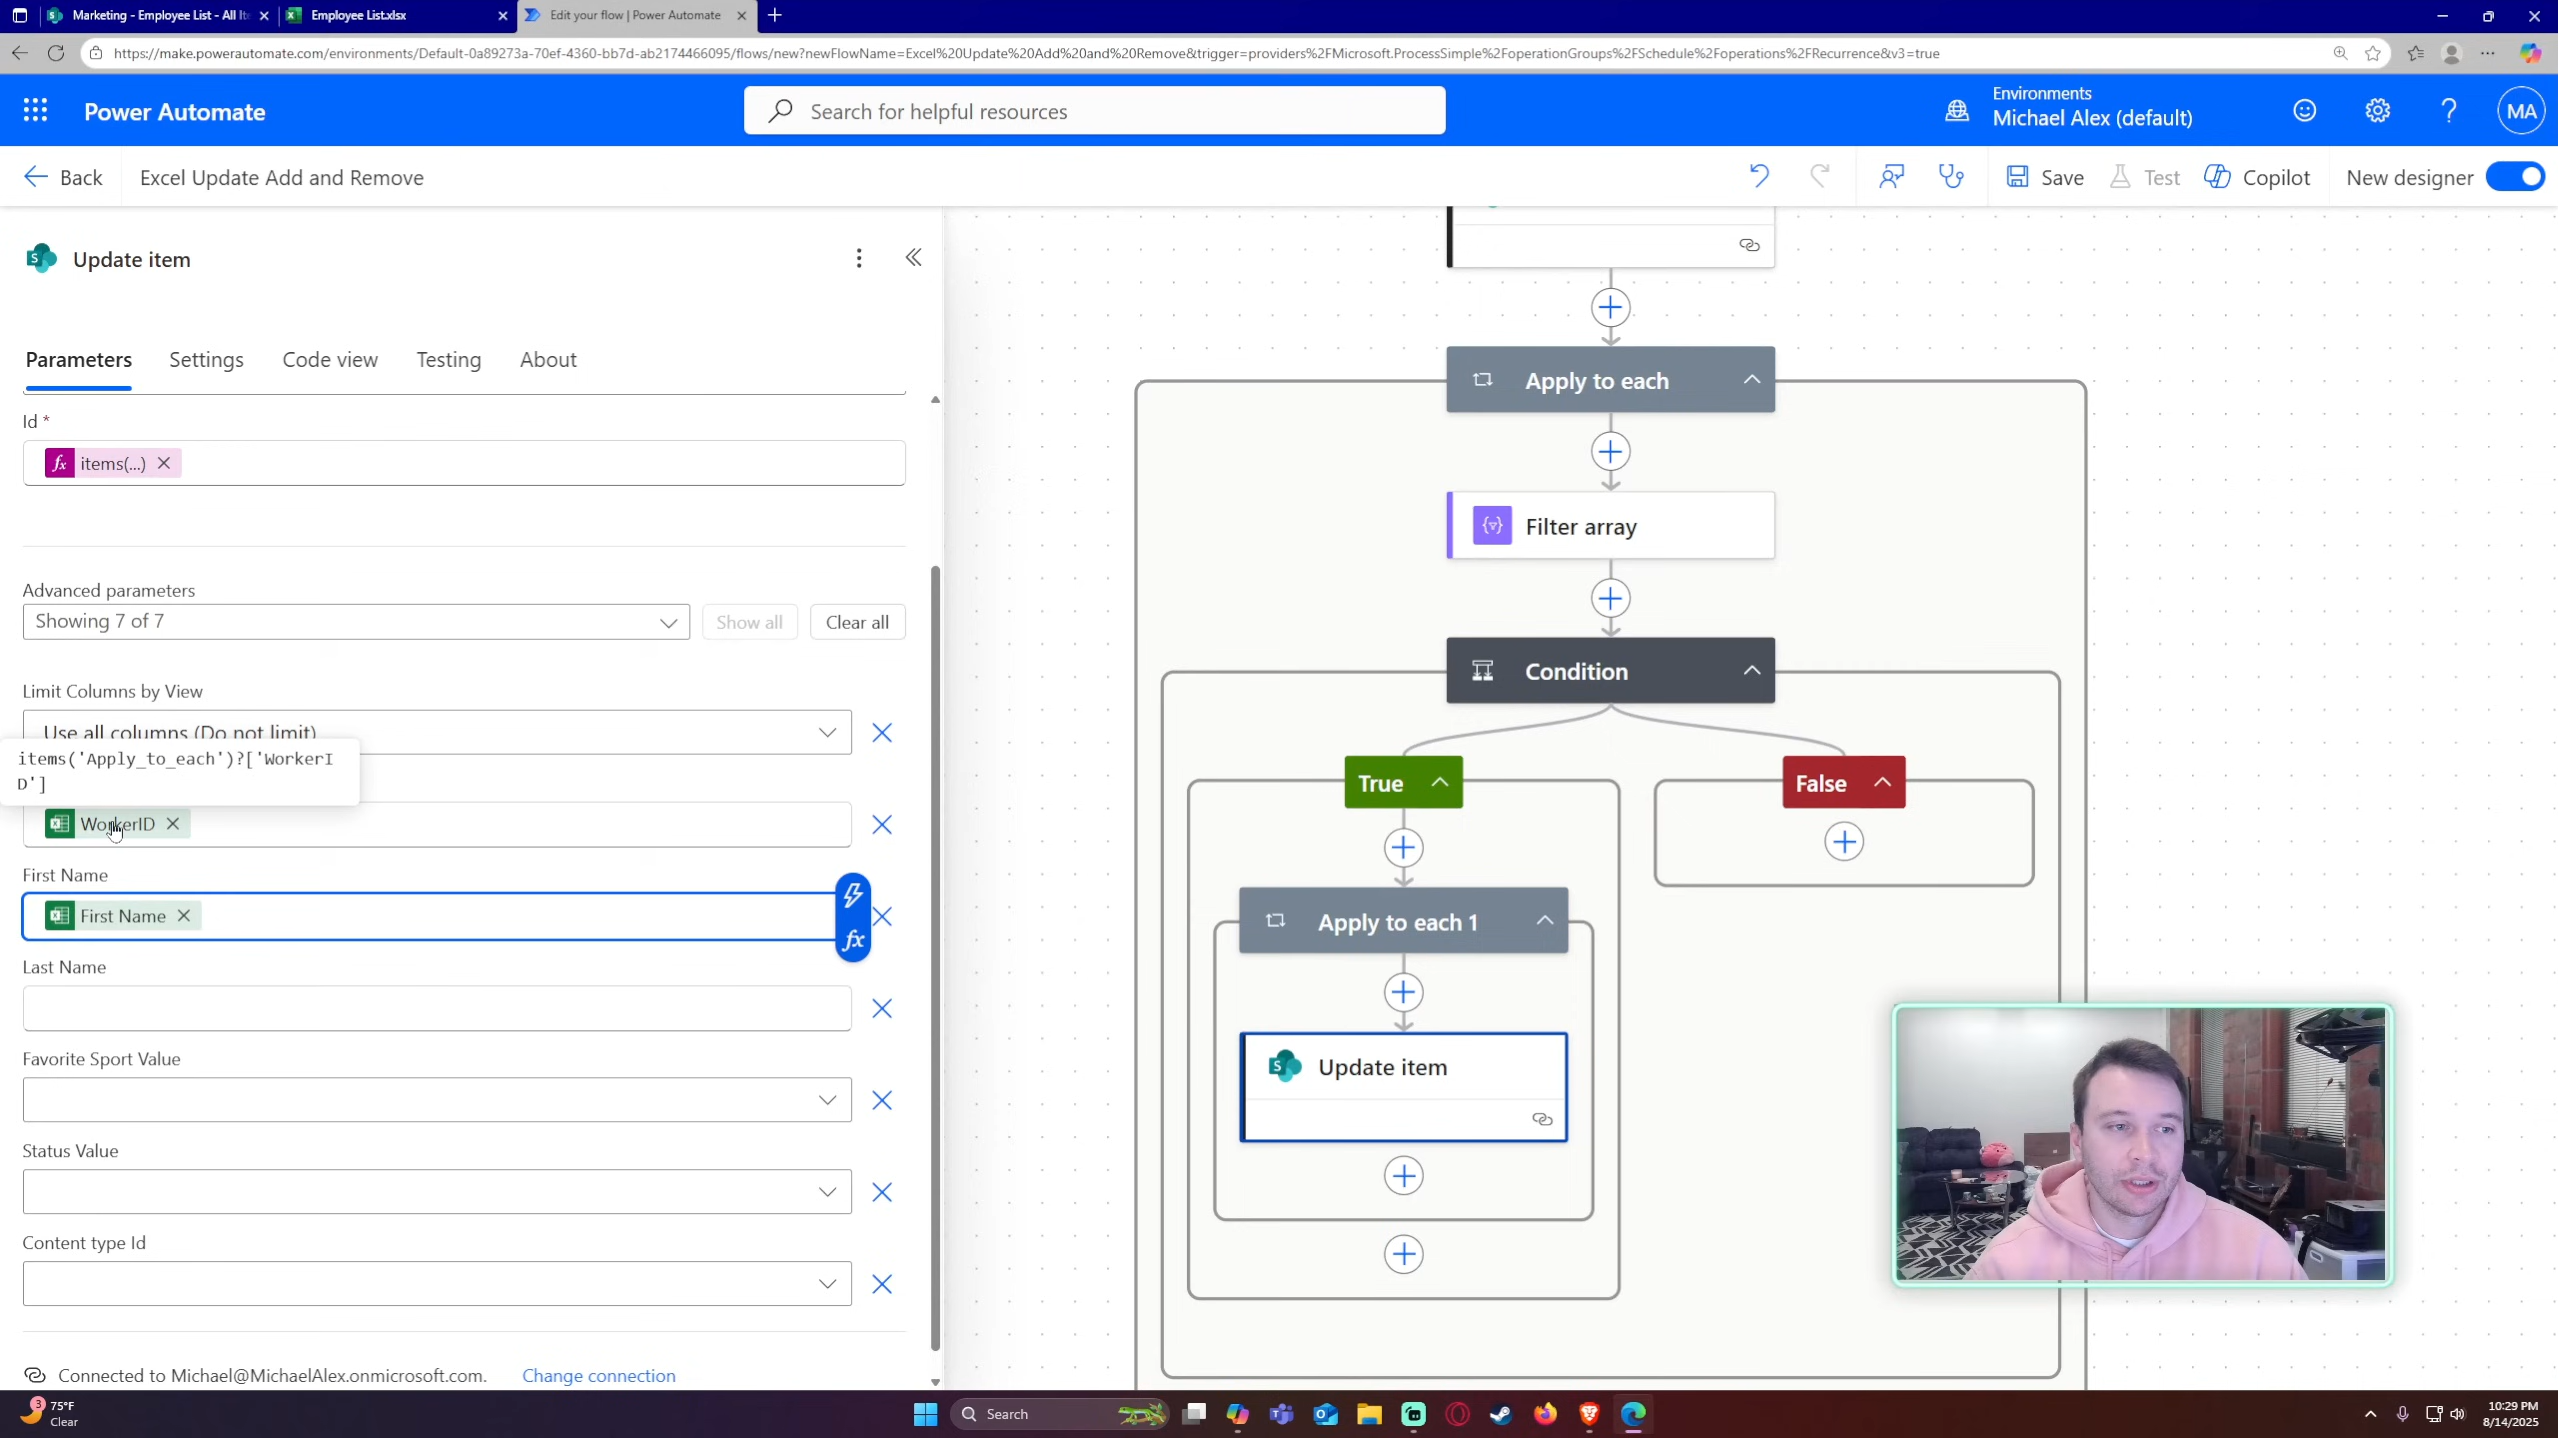 Marketing - Employee List - All It
Employee List.xlsx
Edit your flow | Power Automate
https://make.powerautomate.com/environments/Default-0a89273a-70ef-4360-bb7d-ab2174466095/flows/new?newFlowName=Excel%20Update%20Add%20and%20Remove&trigger=providers%2FMicrosoft.ProcessSimple%2FoperationGroups%2FSchedule%2Foperations%2FRecurrence&v3=true
Power Automate
Search for helpful resources
Environments
Michael Alex (default)
MA
Back
Excel Update Add and Remove
Save
Test
Copilot
New designer
Update item
Parameters
Settings
Code view
Testing
About
Id *
fx items(...)
Advanced parameters
Showing 7 of 7
Show all
Clear all
Limit Columns by View
Use all columns (Do not limit)
items('Apply_to_each')?['WorkerI
D']
WorkerID
First Name
First Name
fx
Last Name
Favorite Sport Value
Status Value
Content type Id
Connected to Michael@MichaelAlex.onmicrosoft.com.
Change connection
Apply to each
Filter array
Condition
True
False
Apply to each 1
Update item
3
75°F
Clear
Search
10:29 PM
8/14/2025